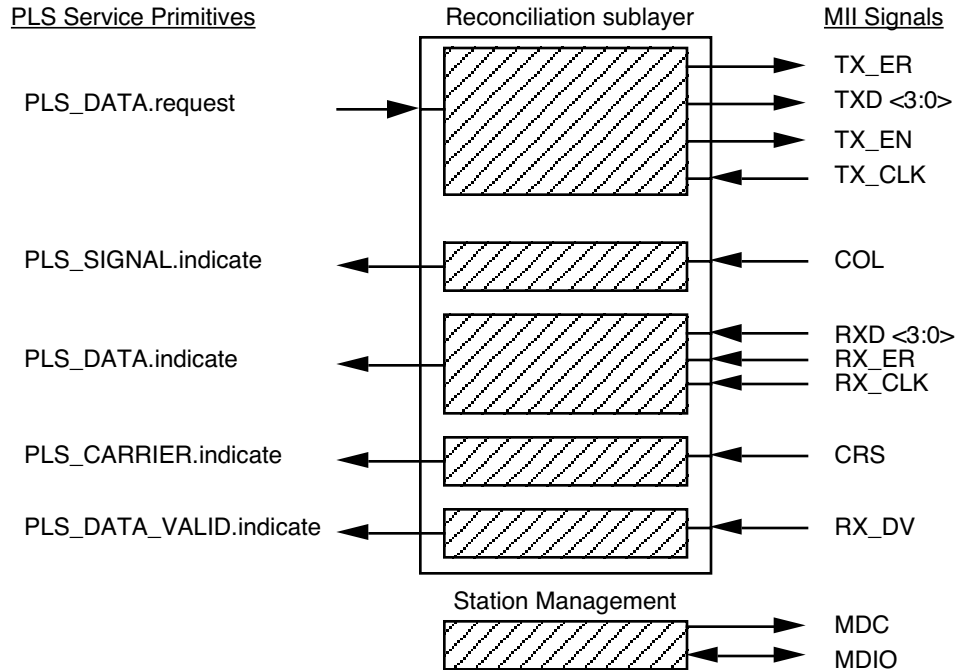 PLS Service Primitives
Reconciliation sublayer
MII Signals
TX_ER
PLS_DATA.request
TXD <3:0>
TX_EN
TX_CLK
PLS_SIGNAL.indicate
COL
RXD <3:0>
PLS_DATA.indicate
RX_ER
RX_CLK
PLS_CARRIER.indicate
CRS
PLS_DATA_VALID.indicate
RX_DV
Station Management
MDC
MDIO